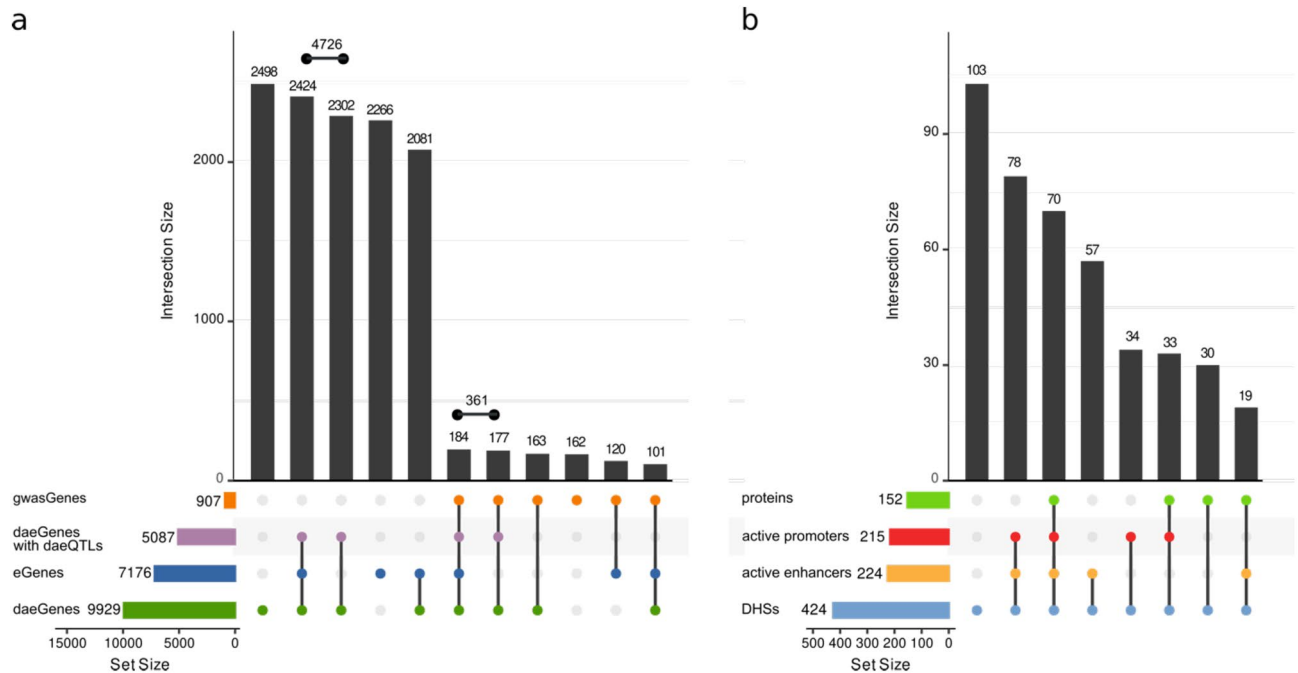 a
4726
2498
2424
2302
2266
2081
2000
Intersection Size
1000
361
184
177
163
162
120
101
0
gwasGenes
907
daeGenes
with daeQTLs
5087
eGenes
7176
daeGenes
9929
15000 10000 5000 0
Set Size
b
103
90
78
70
60
57
Intersection Size
34
33
30
30
19
0
proteins
152
active promoters
215
active enhancers
224
DHSs
424
500 400 300 200 100 0
Set Size